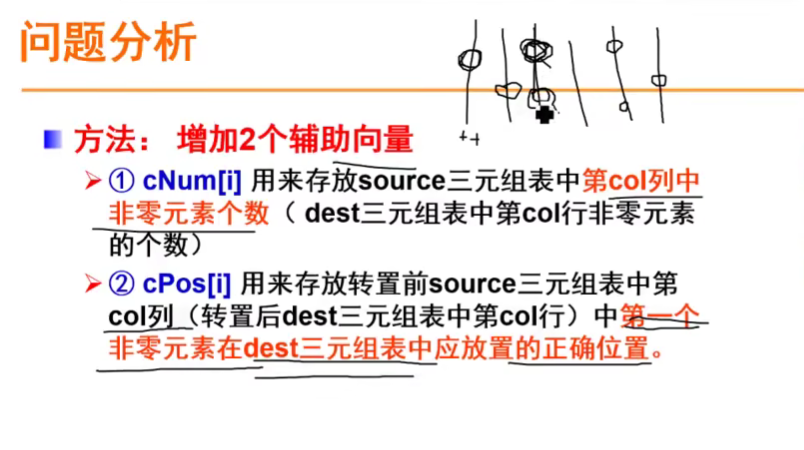 问题分析
方法： 增加2个辅助向量
① cNum[i] 用来存放source三元组表中第col列中
非零元素个数（ dest三元组表中第col行非零元素
的个数）
② cPos[i] 用来存放转置前source三元组表中第
col列（转置后dest三元组表中第col行）中第一个
非零元素在dest三元组表中应放置的正确位置。